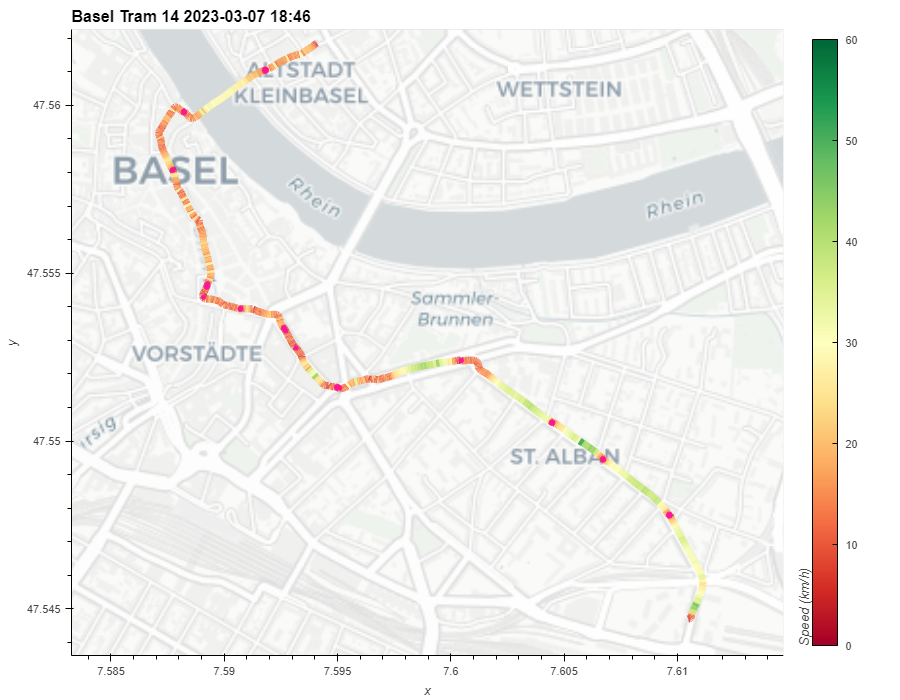 Basel Tram 14 2023-03-07 18:46
ALTSTADT
KLEINBASEL
WETTSTEIN
BASEL
Rhein
Rhein
Sammler-
Brunnen
VORSTÄDTE
irsig
ST. ALBAN
47.56
47.555
47.55
47.545
y
7.585
7.59
7.595
7.6
7.605
7.61
x
60
50
40
30
20
10
0
Speed (km/h)